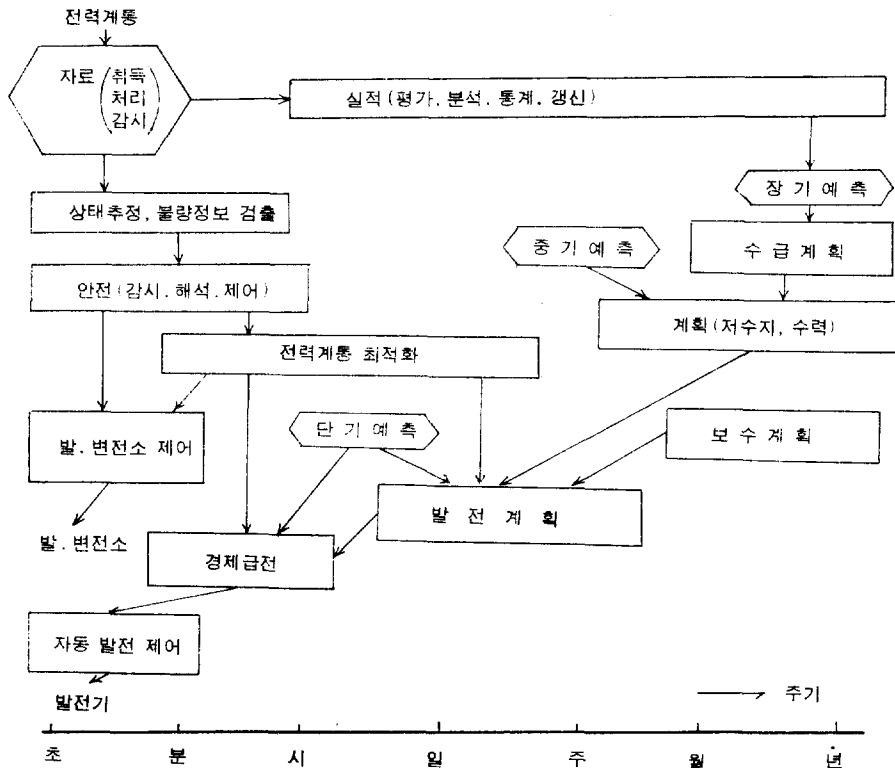 전력계통
자료 (취득
처리
감시)
실적 (평가, 분석, 통계, 갱신)
장 기 예 측
상태추정, 불량정보 검출
중 기 예 측
수 급 계 획
안전 (감시, 해석, 제어)
계획 (저수지, 수력)
전력계통 최적화
단 기 예 측
보 수 계 획
발. 변전소 제어
발 전 계 획
발. 변전소
경제급전
자동 발전 제어
발전기
주기
초 분 시 일 주 월 년